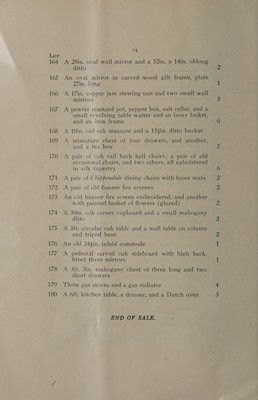 14
Lot
164 A 28in. oval wall mirror and a 52in. x 14in. oblong
ditto 2
165 An oval mirror in carved wood gilt frame, plate
27in. long 1
166 A 17in. copper jam stewing pan and two small wall
mirrors 3
167 A pewter mustard pot, pepper box, salt cellar, and a
small revolving table waiter and an ivory locket,
and an iron frame 6
168 A 19in. old oak measure and a 13in. ditto bucket
169 A miniature chest of four drawers, and another,
and a tea box 3
170 A pair of oak rail back hall chairs; a pair of old
occasional chairs, and two others, all upholstered
in silk tapestry 6
171 A pair of Chippendale dining chairs with loose seats 2
172 A pair of old banner fire screens 2
173 An old banner fire screen embroidered, and another
with painted basket of flowers (glazed) 2
174 A 30in. oak corner cupboard and a small mahogany
ditto 2
175 A 3ft. circular oak table and a wall table on column
and tripod base 2
176 An old 24in. inlaid commode 1
177 A pedestal carved oak sideboard with high back,
fitted three mirrors 1
178 A 3ft. 3in. mahogany chest of three long and two
short drawers
179 Three gas stoves and a gas radiator 4
180 A 6ft. kitchen table, a dresser, and a Dutch oven 3
END OF SALE.